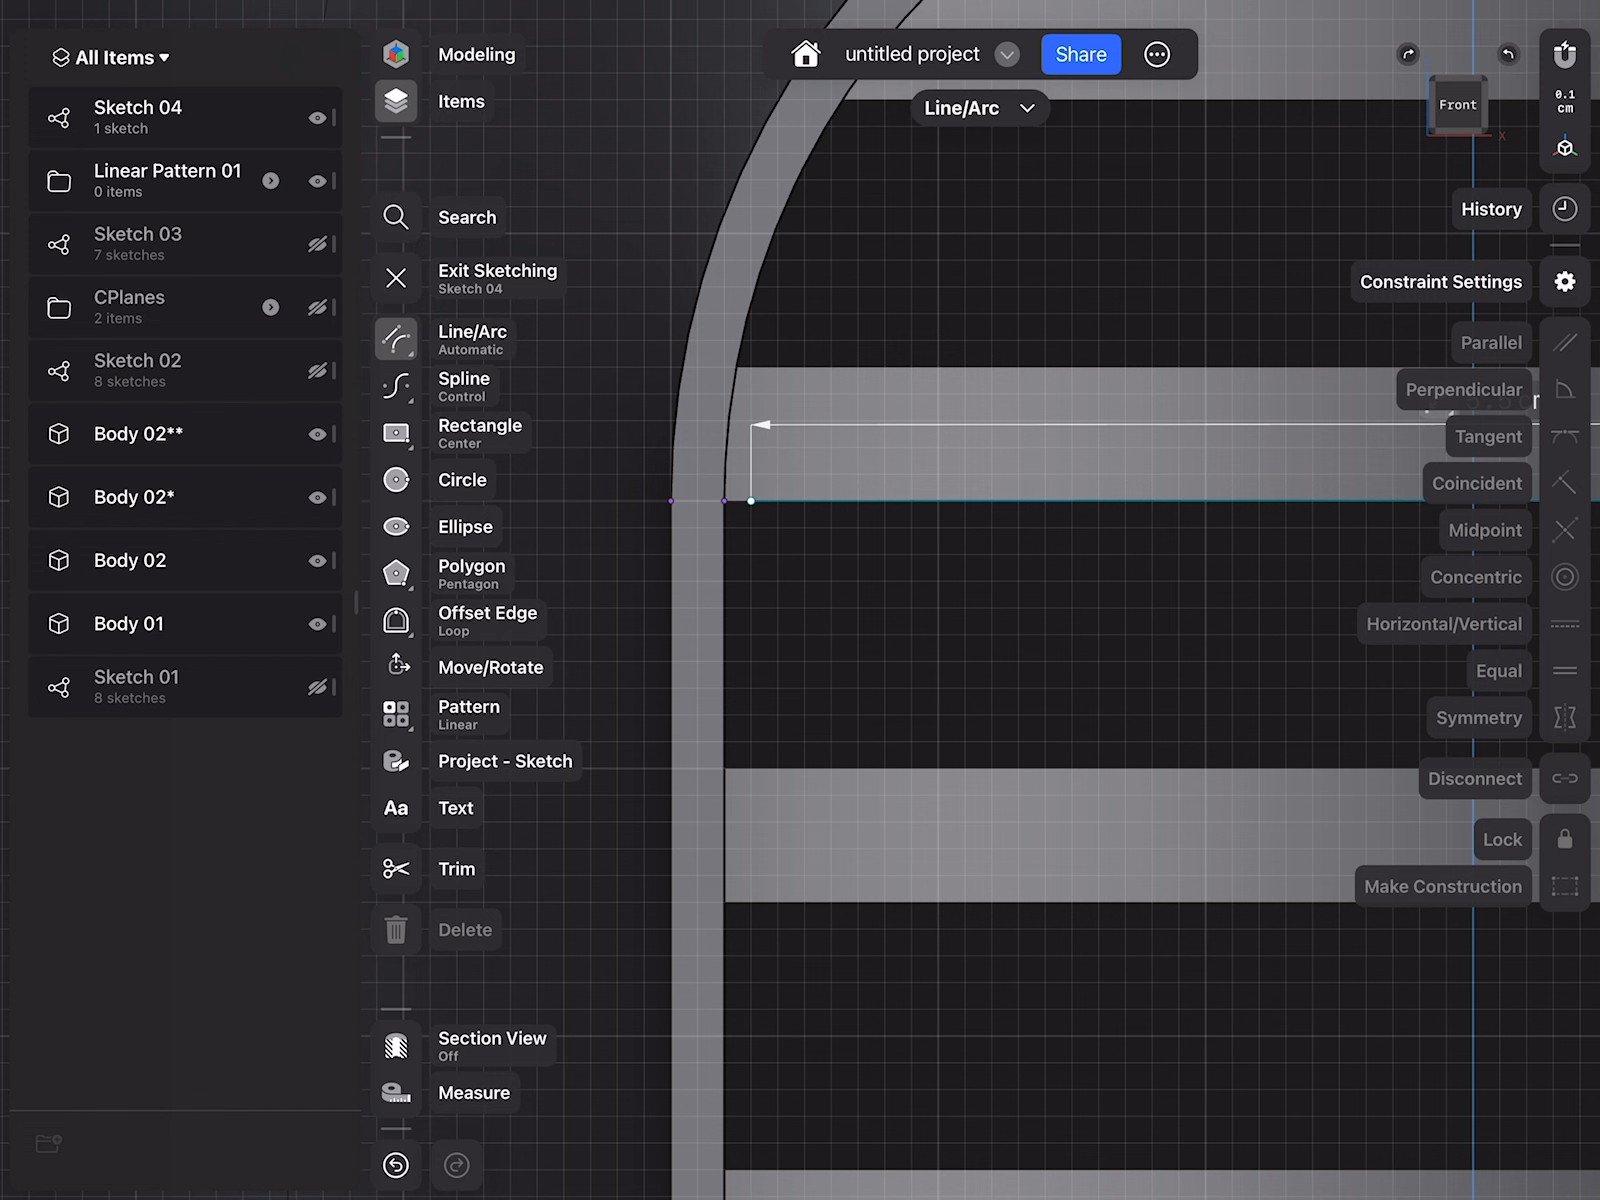 All Items
Sketch 04
1 sketch
Linear Pattern 01
0 items
Sketch 03
7 sketches
CPlanes
2 items
Sketch 02
8 sketches
Body 02**
Body 02*
Body 02
Body 01
Sketch 01
8 sketches
Modeling
Items
Search
Exit Sketching
Sketch 04
Line/Arc
Automatic
Spline
Control
Rectangle
Center
Circle
Ellipse
Polygon
Pentagon
Offset Edge
Loop
Move/Rotate
Pattern
Linear
Project - Sketch
Aa
Text
Trim
Delete
Section View
Off
Measure
untitled project
Share
Line/Arc
Front
X
0.1
cm
History
Constraint Settings
Parallel
Perpendicular
Tangent
Coincident
Midpoint
Concentric
Horizontal/Vertical
Equal
Symmetry
Disconnect
Lock
Make Construction